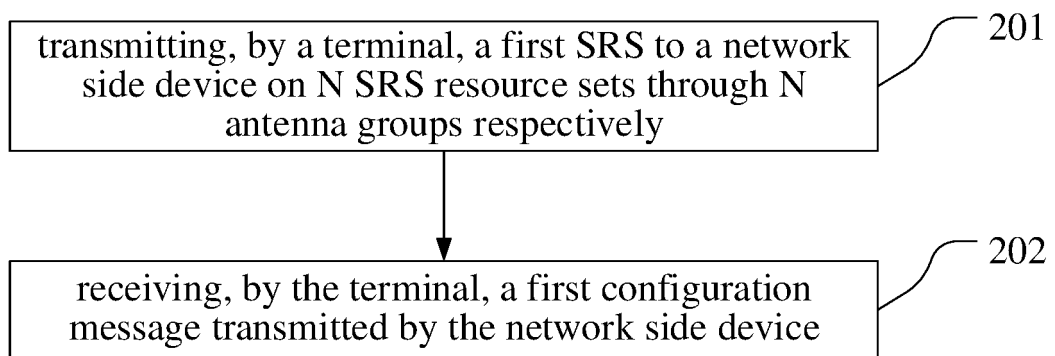 transmitting, by a terminal, a first SRS to a network
side device on N SRS resource sets through N
antenna groups respectively
201
receiving, by the terminal, a first configuration
message transmitted by the network side device
202